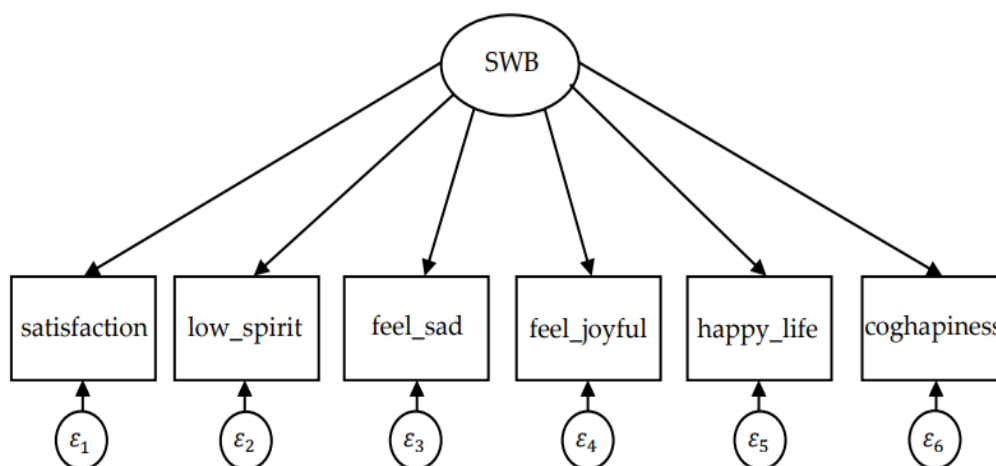 SWB
satisfaction
low_spirit
feel_sad
feel_joyful
happy_life
coghapiness
ε1
ε2
ε3
ε4
ε5
ε6